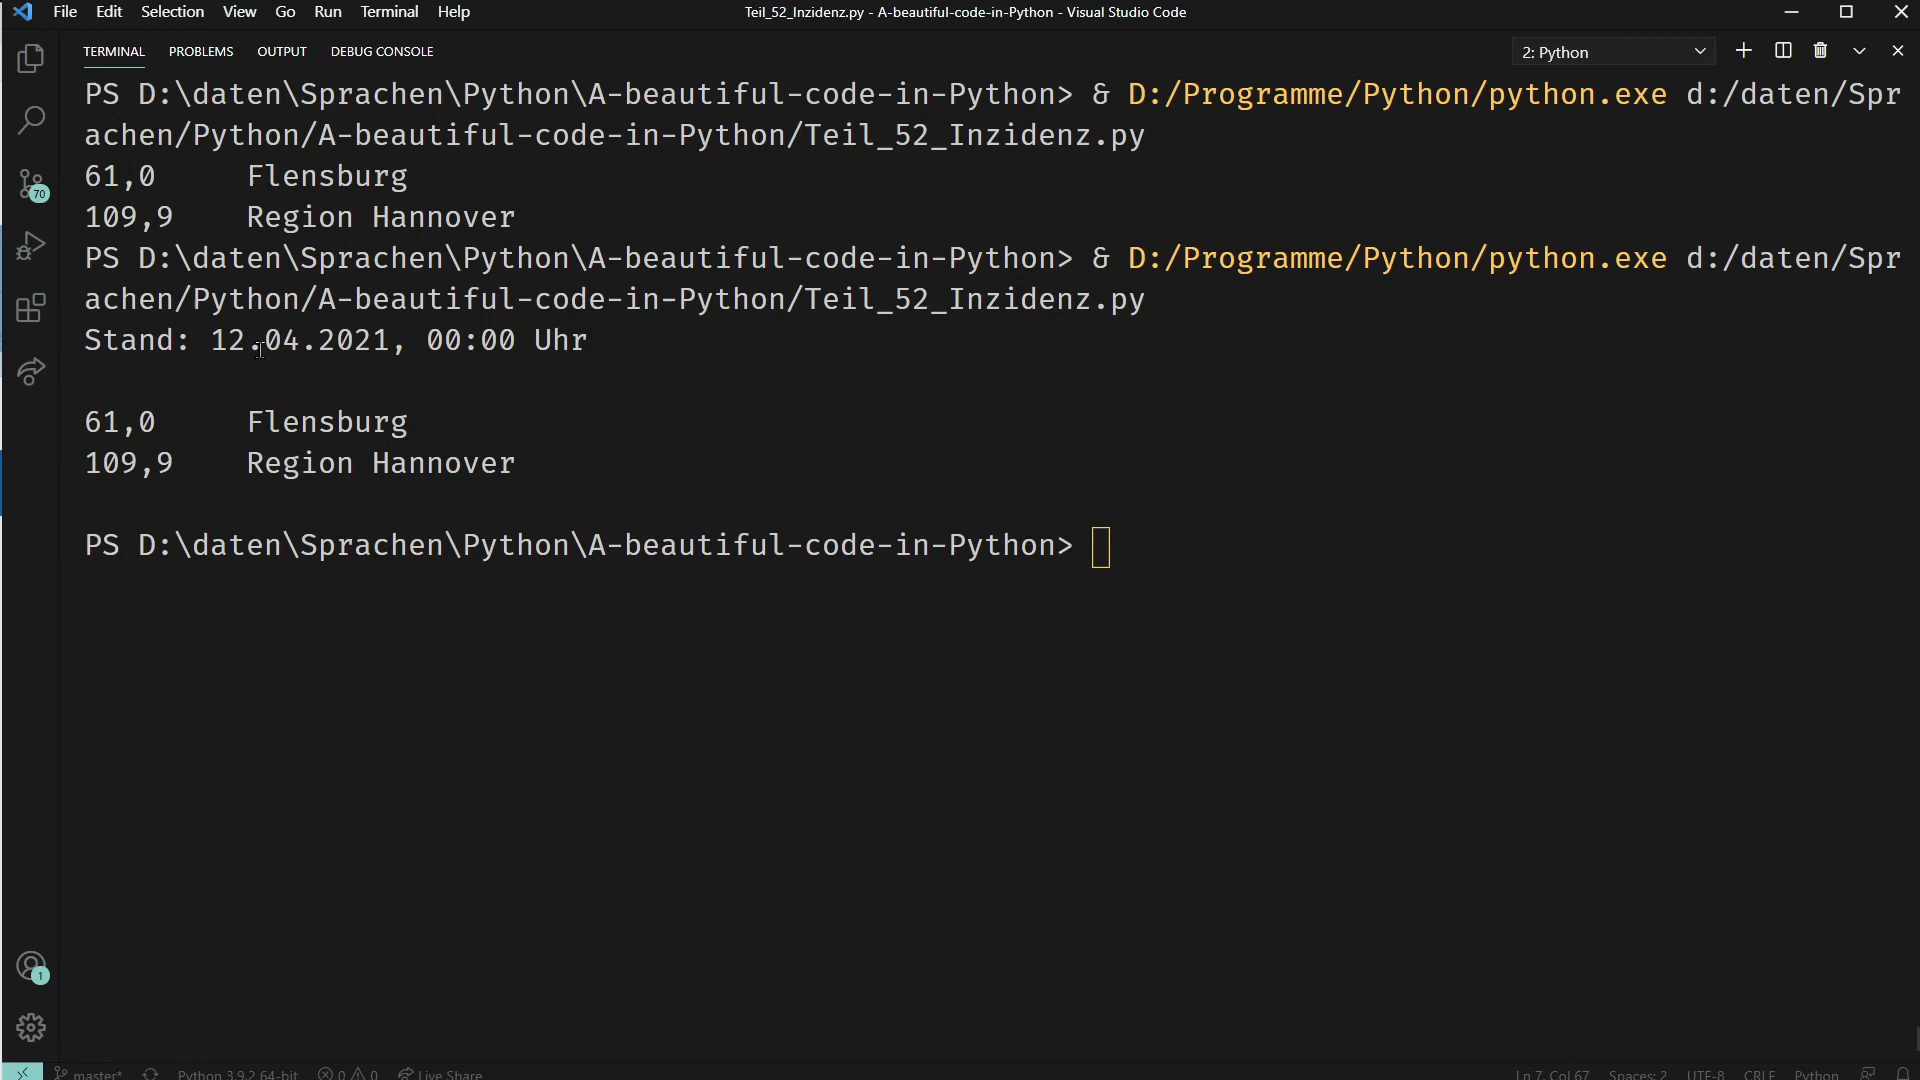 File Edit Selection View Go Run Terminal Help
Teil_52_Inzidenz.py - A-beautiful-code-in-Python - Visual Studio Code
TERMINAL PROBLEMS OUTPUT DEBUG CONSOLE
2: Python
PS D:\daten\Sprachen\Python\A-beautiful-code-in-Python> & D:/Programme/Python/python.exe d:/daten/Spr
achen/Python/A-beautiful-code-in-Python/Teil_52_Inzidenz.py
61,0 Flensburg
109,9 Region Hannover
PS D:\daten\Sprachen\Python\A-beautiful-code-in-Python> & D:/Programme/Python/python.exe d:/daten/Spr
achen/Python/A-beautiful-code-in-Python/Teil_52_Inzidenz.py
Stand: 12.04.2021, 00:00 Uhr
61,0 Flensburg
109,9 Region Hannover
PS D:\daten\Sprachen\Python\A-beautiful-code-in-Python>
70
1
master* Python 3.9.2 64-bit 0 0 Live Share
Ln 7, Col 67 Spaces: 2 UTF-8 CRLF Python